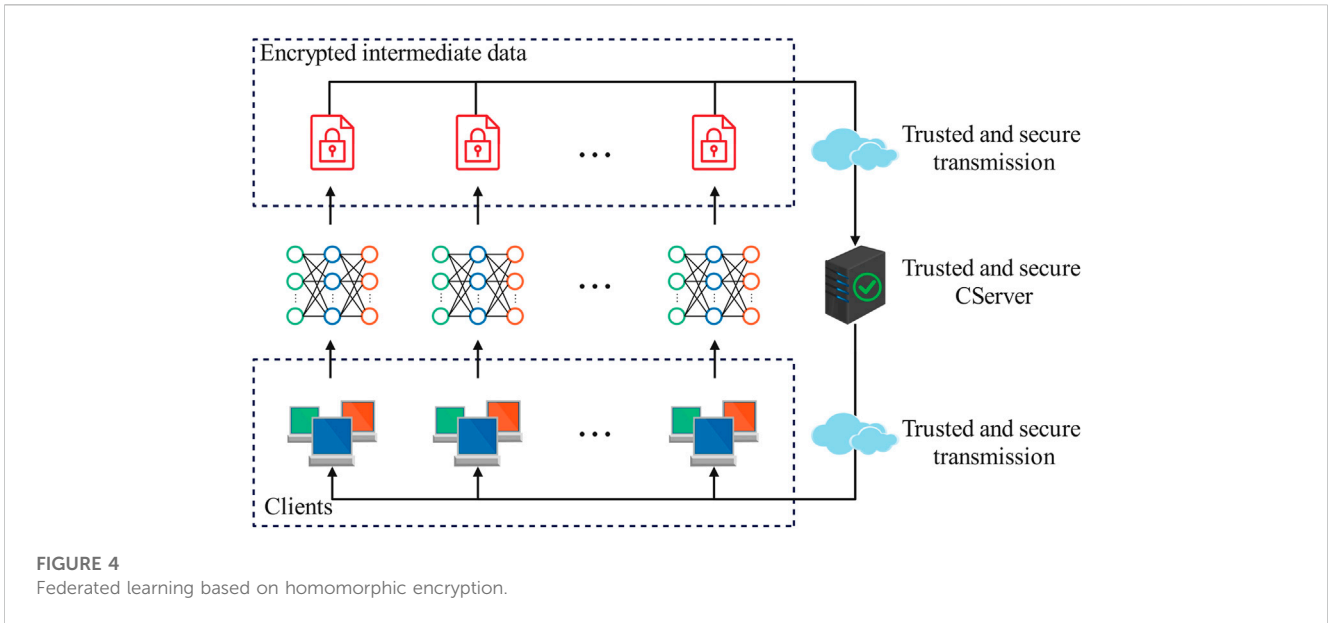 Encrypted intermediate data
Trusted and secure
transmission
...
Trusted and secure
CServer
...
Trusted and secure
transmission
...
Clients
FIGURE 4
Federated learning based on homomorphic encryption.